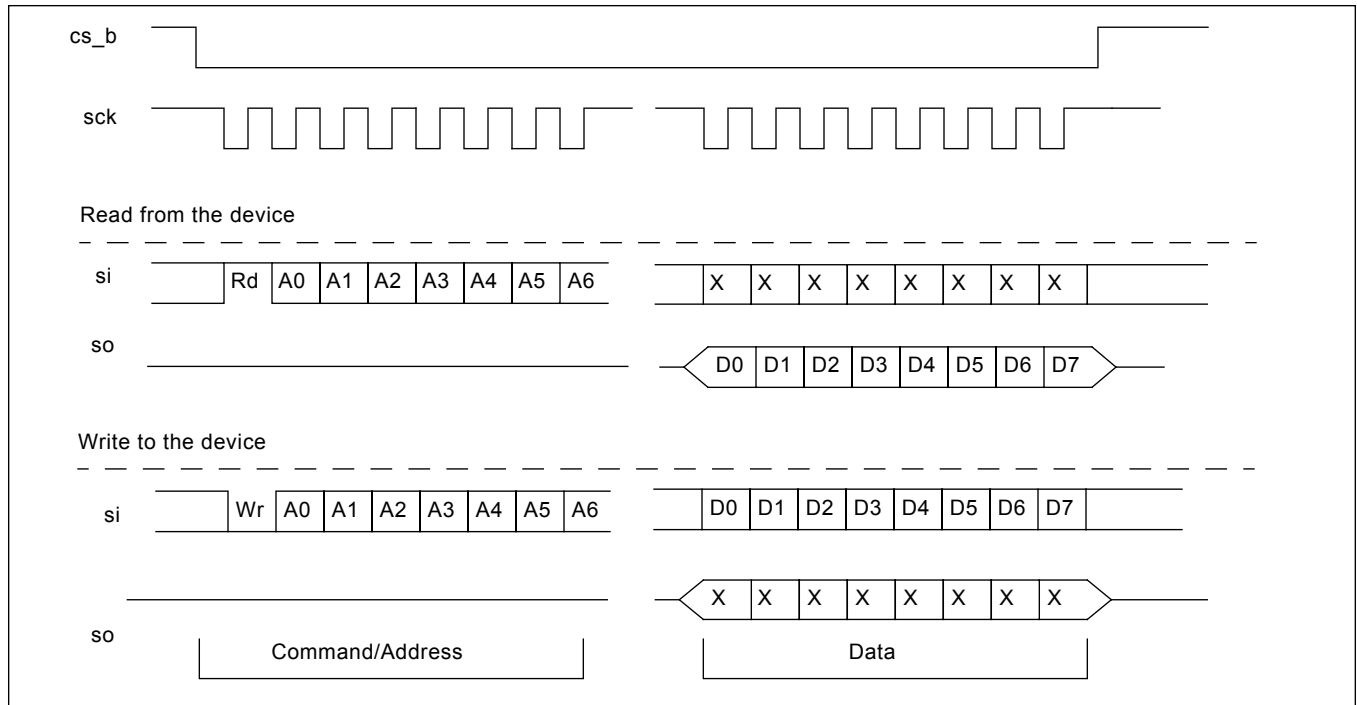 cs_b
sck
Read from the device
si Rd A0 A1 A2 A3 A4 A5 A6 X X X X X X X X
so D0 D1 D2 D3 D4 D5 D6 D7
Write to the device
si Wr A0 A1 A2 A3 A4 A5 A6 D0 D1 D2 D3 D4 D5 D6 D7
so X X X X X X X X
Command/Address Data